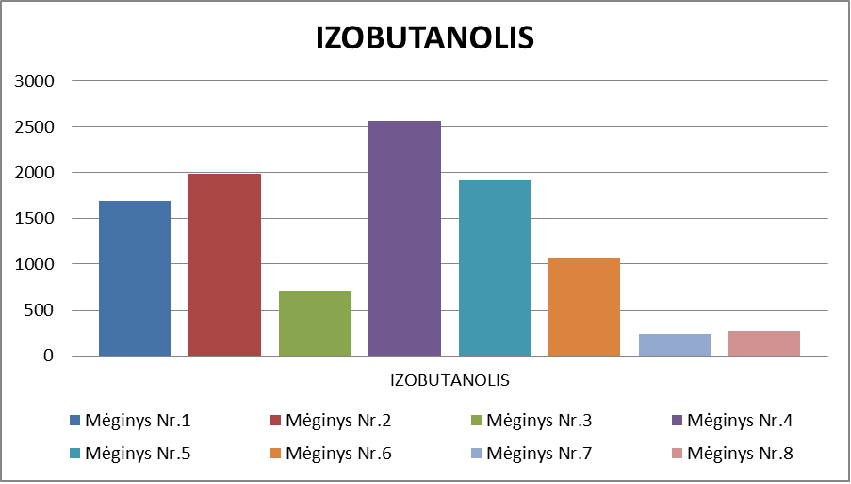 IZOBUTANOLIS
3000
2500
2000
1500
1000
500
0
IZOBUTANOLIS
Mėginys Nr.1 Mėginys Nr.2 Mėginys Nr.3 Mėginys Nr.4
Mėginys Nr.5 Mėginys Nr.6 Mėginys Nr.7 Mėginys Nr.8